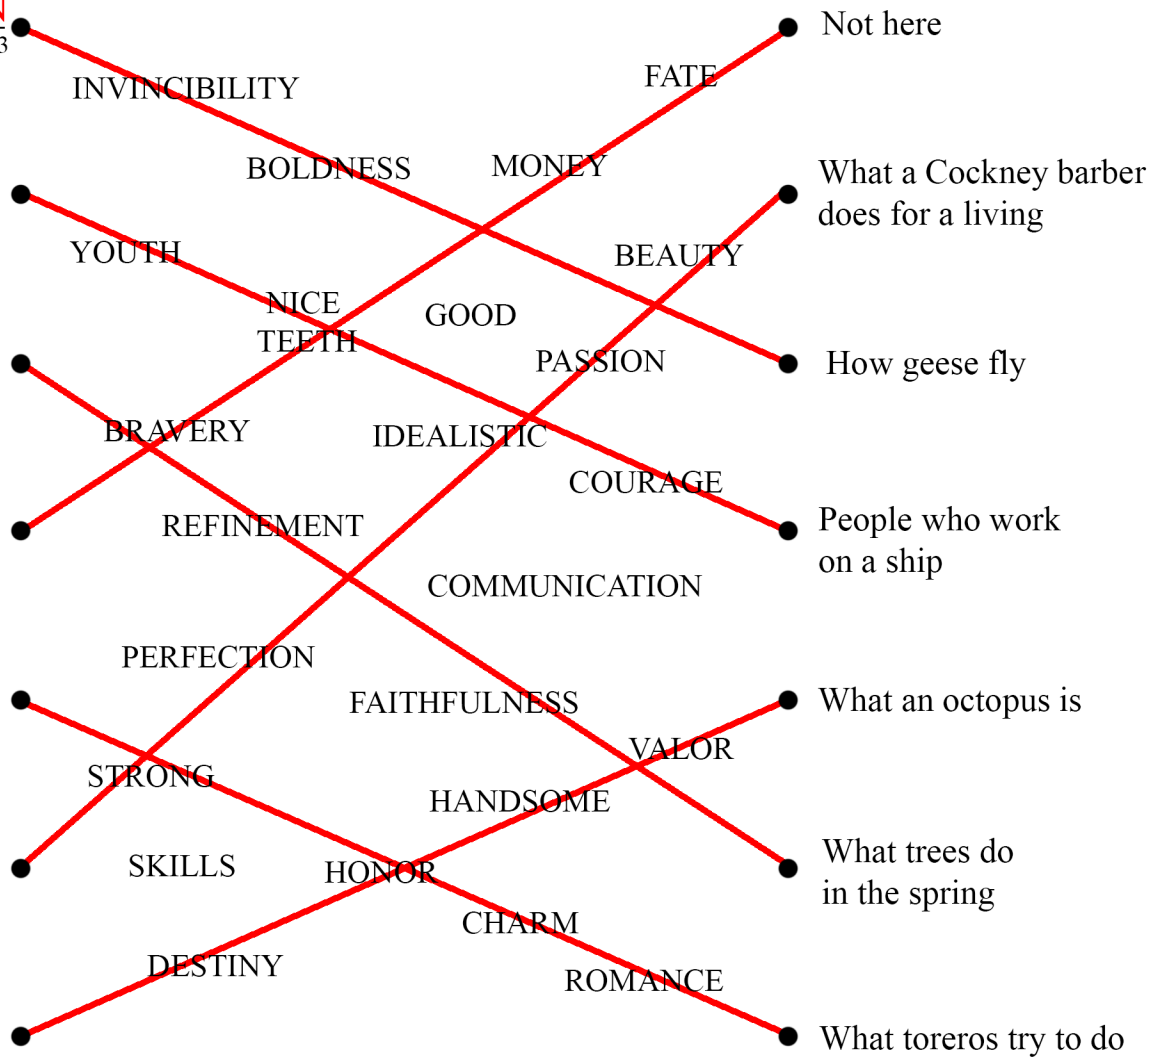 N
3
Not here
FATE
INVINCIBILITY
BOLDNESS
MONEY
What a Cockney barber
does for a living
YOUTH
BEAUTY
NICE
TEETH
GOOD
PASSION
How geese fly
BRAVERY
IDEALISTIC
COURAGE
REFINEMENT
People who work
on a ship
COMMUNICATION
PERFECTION
FAITHFULNESS
What an octopus is
VALOR
STRONG
HANDSOME
SKILLS
HONOR
What trees do
in the spring
CHARM
DESTINY
ROMANCE
What toreros try to do